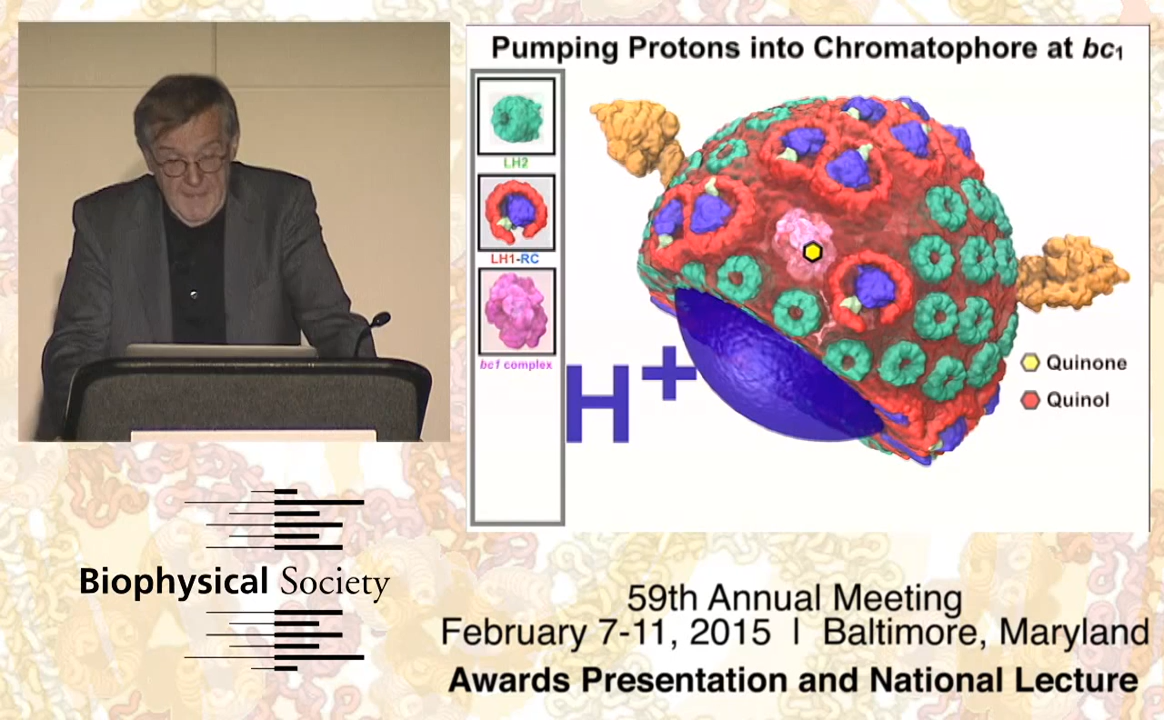 Pumping Protons into Chromatophore at bc₁
LH2
LH1-RC
bc1 complex
H⁺
Quinone
Quinol
Biophysical Society
59th Annual Meeting
February 7-11, 2015 | Baltimore, Maryland
Awards Presentation and National Lecture